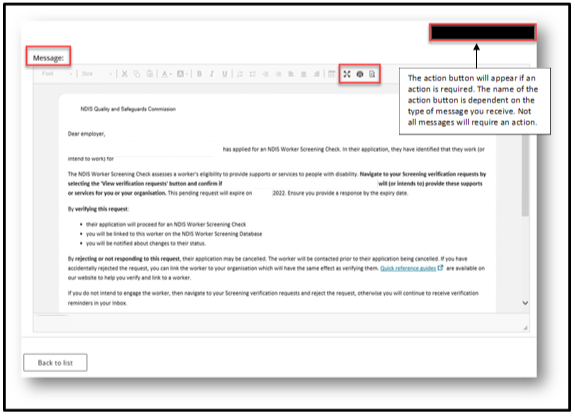 Message:
Font
Size
B I U
The action button will appear if an
action is required. The name of the
action button is dependent on the
type of message you receive. Not
all messages will require an action.
NDIS Quality and Safeguards Commission
Dear employer,
has applied for an NDIS Worker Screening Check. In their application, they have identified that they work (or
intend to work) for
The NDIS Worker Screening Check assesses a worker's eligibility to provide supports or services to people with disability. Navigate to your Screening verification requests by
selecting the 'View verification requests' button and confirm if will (or intends to) provide these supports
or services for you or your organisation. This pending request will expire on 2022. Ensure you provide a response by the expiry date.
By verifying this request:
• their application will proceed for an NDIS Worker Screening Check
• you will be linked to this worker on the NDIS Worker Screening Database
• you will be notified about changes to their status.
By rejecting or not responding to this request, their application may be cancelled. The worker will be contacted prior to their application being cancelled. If you have
accidentally rejected the request, you can link the worker to your organisation which will have the same effect as verifying them. Quick reference guides are available on
our website to help you verify and link to a worker.
If you do not intend to engage the worker, then navigate to your Screening verification requests and reject the request, otherwise you will continue to receive verification
reminders in your inbox.
Back to list